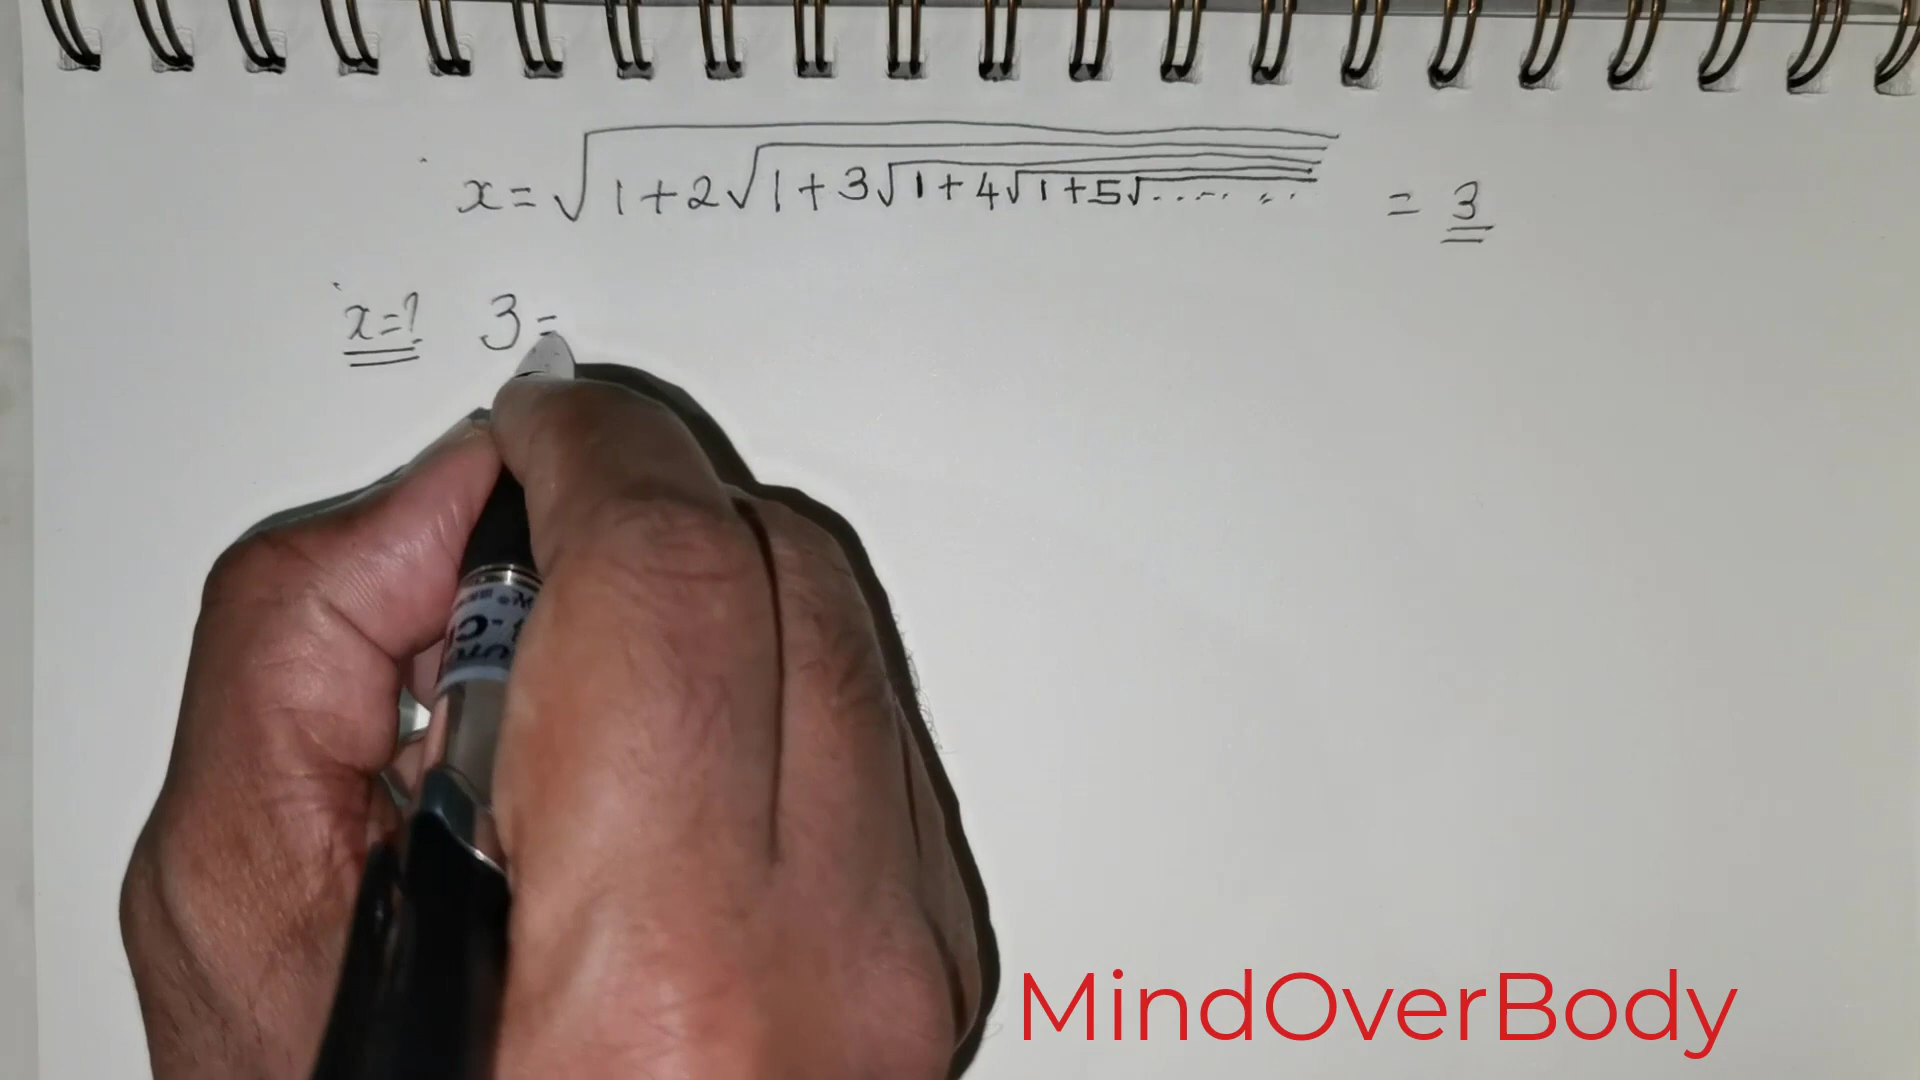 x = √1+2√1+3√1+4√1+5√....... = 3
x=? 3=
MindOverBody